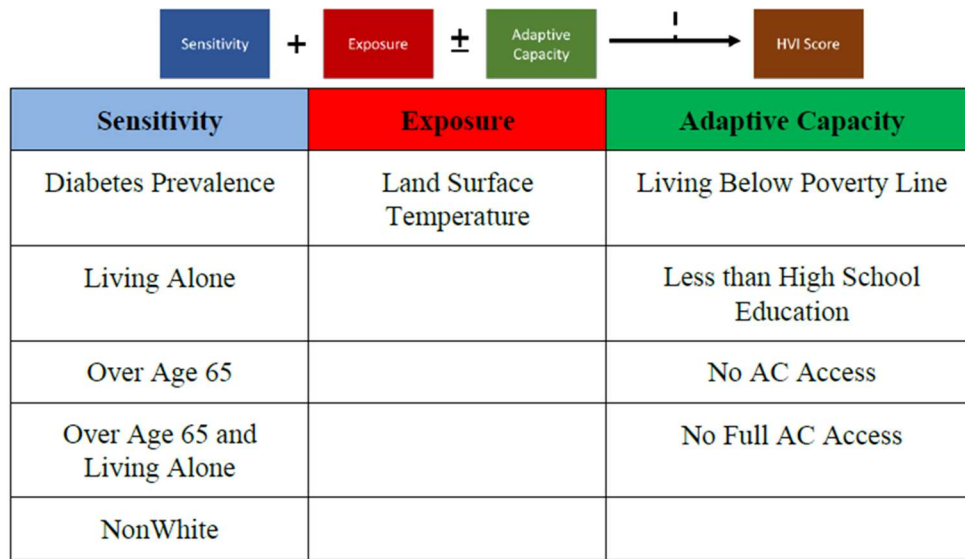 Sensitivity + Exposure ± Adaptive Capacity HVI Score
Sensitivity Exposure Adaptive Capacity
Diabetes Prevalence Land Surface Temperature Living Below Poverty Line
Living Alone Less than High School Education
Over Age 65 No AC Access
Over Age 65 and Living Alone No Full AC Access
NonWhite